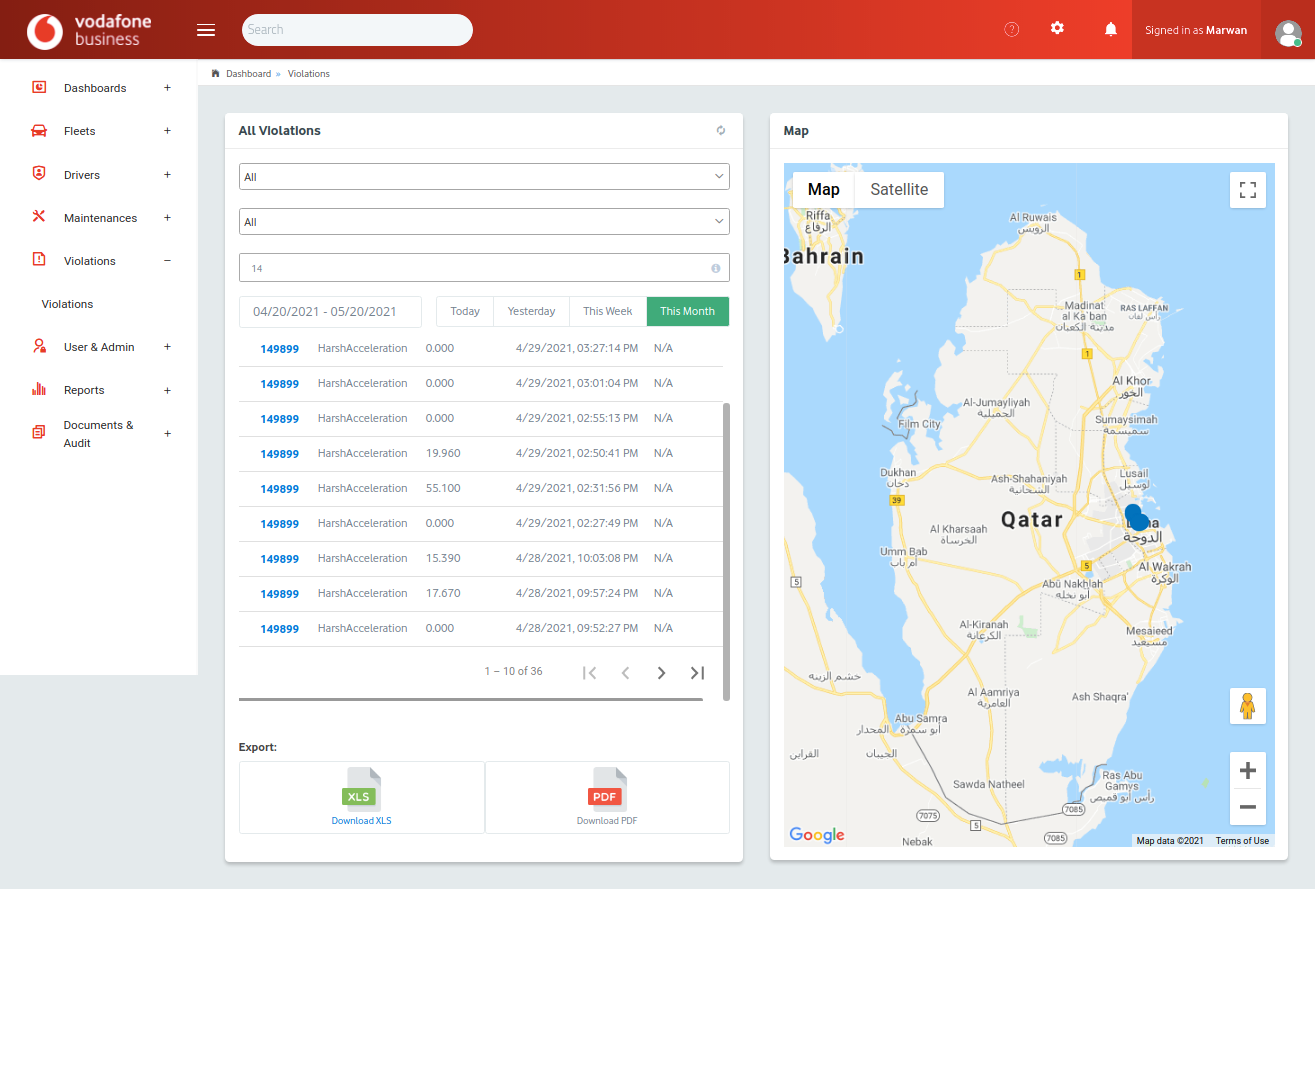 vodafone
business
Search
?
Signed in as Marwan
Dashboards +
Fleets +
Drivers +
Maintenances +
Violations −
Violations
User & Admin +
Reports +
Documents &
Audit +
Dashboard » Violations
All Violations
All
All
14
04/20/2021 - 05/20/2021 Today Yesterday This Week This Month
149899 HarshAcceleration 0.000 4/29/2021, 03:27:14 PM N/A
149899 HarshAcceleration 0.000 4/29/2021, 03:01:04 PM N/A
149899 HarshAcceleration 0.000 4/29/2021, 02:55:13 PM N/A
149899 HarshAcceleration 19.960 4/29/2021, 02:50:41 PM N/A
149899 HarshAcceleration 55.100 4/29/2021, 02:31:56 PM N/A
149899 HarshAcceleration 0.000 4/29/2021, 02:27:49 PM N/A
149899 HarshAcceleration 15.390 4/28/2021, 10:03:08 PM N/A
149899 HarshAcceleration 17.670 4/28/2021, 09:57:24 PM N/A
149899 HarshAcceleration 0.000 4/28/2021, 09:52:27 PM N/A
1 – 10 of 36
Export:
XLS
Download XLS
PDF
Download PDF
Map
Map Satellite
Riffa
الرفاع
Bahrain
Al Ruwais
الرويس
1
Madinat
al Ka'ban
مدينة الكعبان
RAS LAFFAN
راس لفان
1
Al Khor
الخور
Al-Jumayliyah
الجميلية
Film City
Sumaysimah
سميسمة
Dukhan
دخان
Ash-Shahaniyah
الشحانية
Lusail
لوسيل
39
Qatar
Al Kharsaah
الخرساة
الدوحة
Umm Bab
أم باب
5
Al Wakrah
الوكرة
5
Abū Nakhlah
أبو نخلة
Al-Kiranah
الكرعانة
Mesaieed
مسيعيد
خشم الزينه
Al Aamriya
العامرية
Ash Shaqra'
Abu Samra
أبو سمرة
المحدار
القراين
الحيبان
Sawda Natheel
Ras Abu
Gamys
رأس أبو قميص
7075
5
7085
7085
Nebak
Google
Map data ©2021 Terms of Use